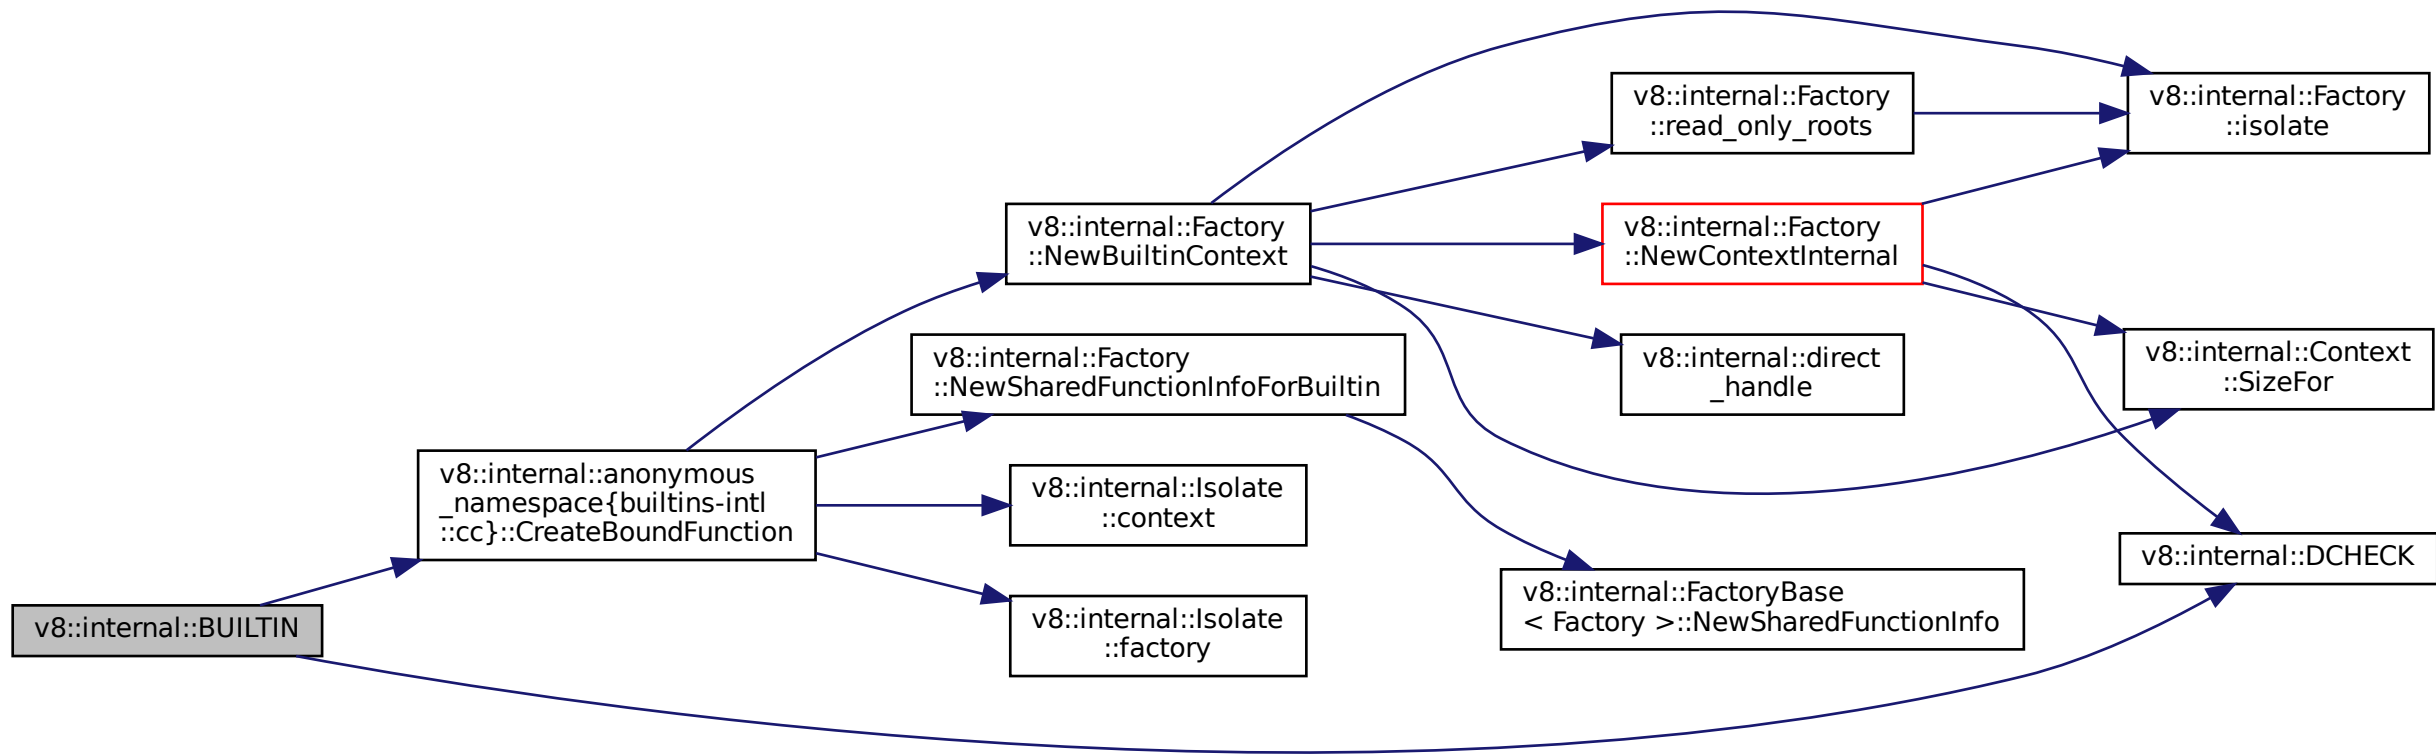 v8::internal::BUILTIN
v8::internal::anonymous
_namespace{builtins-intl
::cc}::CreateBoundFunction
v8::internal::Factory
::NewBuiltinContext
v8::internal::Factory
::NewSharedFunctionInfoForBuiltin
v8::internal::Isolate
::context
v8::internal::Isolate
::factory
v8::internal::Factory
::read_only_roots
v8::internal::Factory
::NewContextInternal
v8::internal::direct
_handle
v8::internal::FactoryBase
< Factory >::NewSharedFunctionInfo
v8::internal::Factory
::isolate
v8::internal::Context
::SizeFor
v8::internal::DCHECK